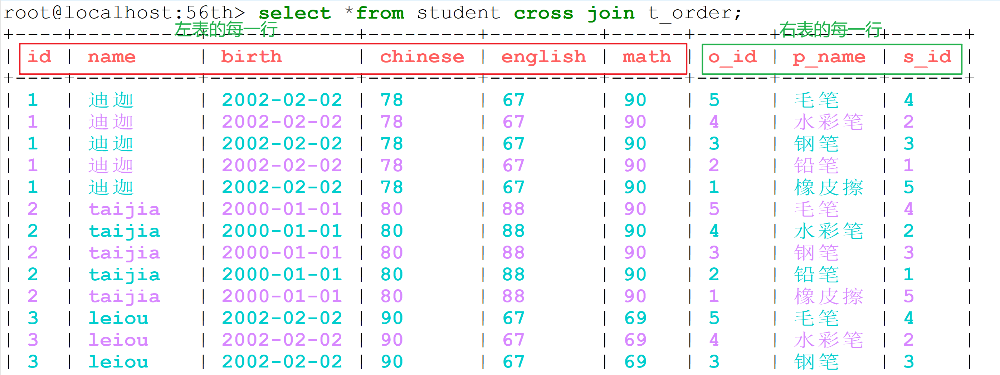 root@localhost:56th> select *from student cross join t_order;
左表的每一行 右表的每一行
+----+-----------+------------+---------+---------+------+------+--------+------+
| id | name | birth | chinese | english | math | o_id | p_name | s_id |
+----+-----------+------------+---------+---------+------+------+--------+------+
| 1 | 迪迦 | 2002-02-02 | 78 | 67 | 90 | 5 | 毛笔 | 4 |
| 1 | 迪迦 | 2002-02-02 | 78 | 67 | 90 | 4 | 水彩笔 | 2 |
| 1 | 迪迦 | 2002-02-02 | 78 | 67 | 90 | 3 | 钢笔 | 3 |
| 1 | 迪迦 | 2002-02-02 | 78 | 67 | 90 | 2 | 铅笔 | 1 |
| 1 | 迪迦 | 2002-02-02 | 78 | 67 | 90 | 1 | 橡皮擦 | 5 |
| 2 | taijia | 2000-01-01 | 80 | 88 | 90 | 5 | 毛笔 | 4 |
| 2 | taijia | 2000-01-01 | 80 | 88 | 90 | 4 | 水彩笔 | 2 |
| 2 | taijia | 2000-01-01 | 80 | 88 | 90 | 3 | 钢笔 | 3 |
| 2 | taijia | 2000-01-01 | 80 | 88 | 90 | 2 | 铅笔 | 1 |
| 2 | taijia | 2000-01-01 | 80 | 88 | 90 | 1 | 橡皮擦 | 5 |
| 3 | leiou | 2002-02-02 | 90 | 67 | 69 | 5 | 毛笔 | 4 |
| 3 | leiou | 2002-02-02 | 90 | 67 | 69 | 4 | 水彩笔 | 2 |
| 3 | leiou | 2002-02-02 | 90 | 67 | 69 | 3 | 钢笔 | 3 |